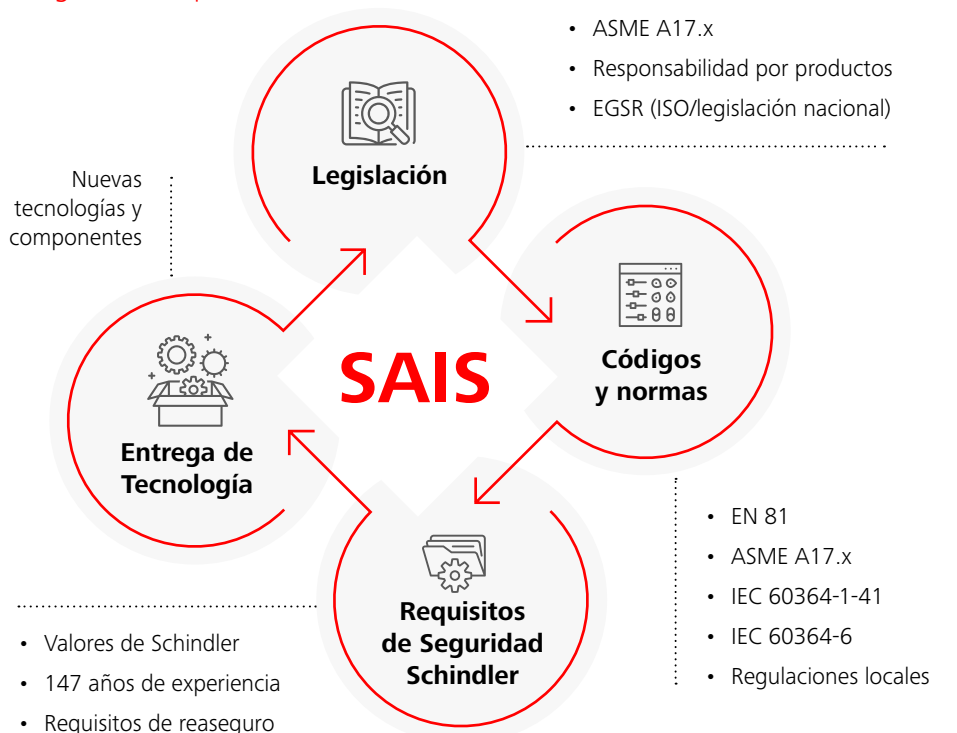 • ASME A17.x
• Responsabilidad por productos
• EGSR (ISO/legislación nacional)
Legislación
Nuevas
tecnologías y
componentes
SAIS
Códigos
y normas
Entrega de
Tecnología
• EN 81
• ASME A17.x
• IEC 60364-1-41
• IEC 60364-6
• Regulaciones locales
Requisitos
de Seguridad
Schindler
• Valores de Schindler
• 147 años de experiencia
• Requisitos de reaseguro